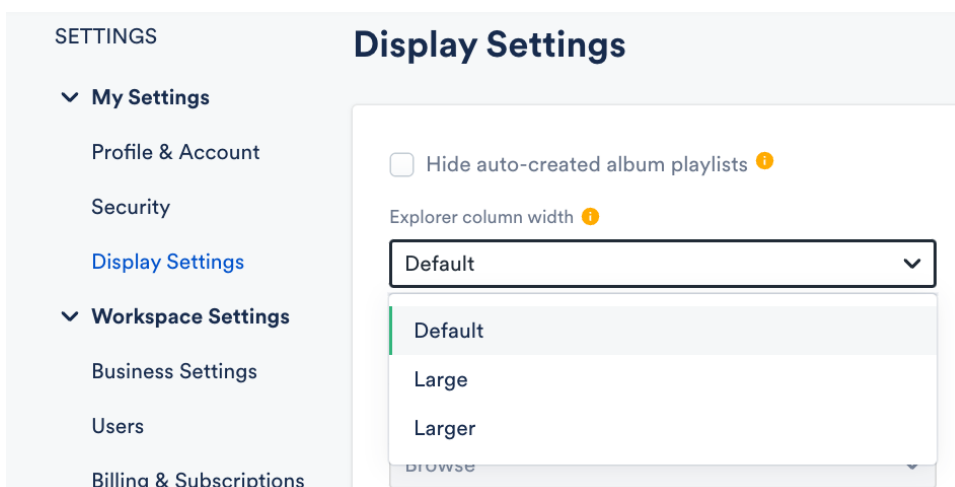 SETTINGS
My Settings
Profile & Account
Security
Display Settings
Workspace Settings
Business Settings
Users
Billing & Subscriptions
Display Settings
Hide auto-created album playlists
Explorer column width
Default
Default
Large
Larger
Browse